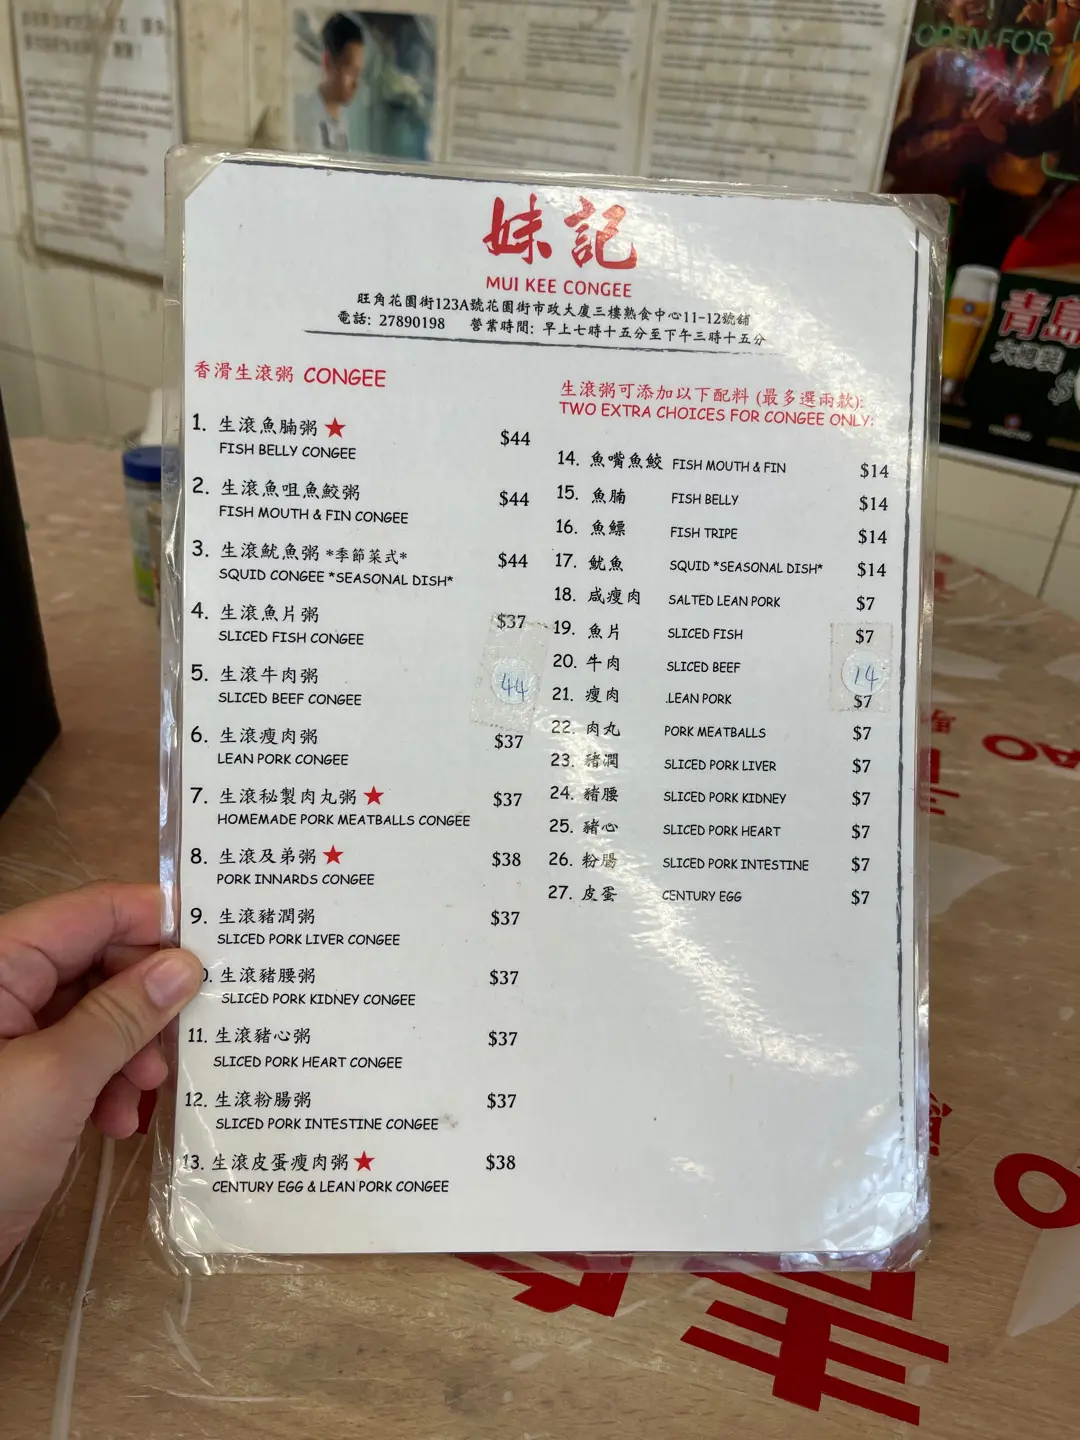 OPEN FOR
妹記
MUI KEE CONGEE
旺角花園街123A號花園街市政大廈三樓熟食中心11-12號舖
電話: 27890198 營業時間: 早上七時十五分至下午三時十五分
香滑生滾粥 CONGEE
1. 生滾魚腩粥 ★ $44
FISH BELLY CONGEE
2. 生滾魚咀魚鮫粥 $44
FISH MOUTH & FIN CONGEE
3. 生滾魷魚粥 *季節菜式* $44
SQUID CONGEE *SEASONAL DISH*
4. 生滾魚片粥 $37
SLICED FISH CONGEE
5. 生滾牛肉粥 44
SLICED BEEF CONGEE
6. 生滾瘦肉粥 $37
LEAN PORK CONGEE
7. 生滾秘製肉丸粥 ★ $37
HOMEMADE PORK MEATBALLS CONGEE
8. 生滾及弟粥 ★ $38
PORK INNARDS CONGEE
9. 生滾豬潤粥 $37
SLICED PORK LIVER CONGEE
0. 生滾豬腰粥 $37
SLICED PORK KIDNEY CONGEE
11. 生滾豬心粥 $37
SLICED PORK HEART CONGEE
12. 生滾粉腸粥 $37
SLICED PORK INTESTINE CONGEE
13. 生滾皮蛋瘦肉粥 ★ $38
CENTURY EGG & LEAN PORK CONGEE
生滾粥可添加以下配料 (最多選兩款):
TWO EXTRA CHOICES FOR CONGEE ONLY:
14. 魚嘴魚鮫 FISH MOUTH & FIN $14
15. 魚腩 FISH BELLY $14
16. 魚鰾 FISH TRIPE $14
17. 魷魚 SQUID *SEASONAL DISH* $14
18. 咸瘦肉 SALTED LEAN PORK $7
19. 魚片 SLICED FISH $7
20. 牛肉 SLICED BEEF 14
21. 瘦肉 LEAN PORK $7
22. 肉丸 PORK MEATBALLS $7
23. 豬潤 SLICED PORK LIVER $7
24. 豬腰 SLICED PORK KIDNEY $7
25. 豬心 SLICED PORK HEART $7
26. 粉腸 SLICED PORK INTESTINE $7
27. 皮蛋 CENTURY EGG $7
青島
大樽裝